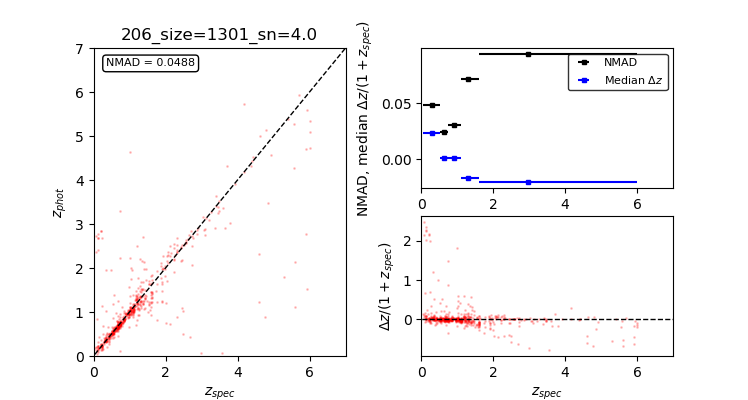 206_size=1301_sn=4.0
NMAD = 0.0488
7
6
5
4
3
2
1
0
z_phot
0 2 4 6
z_spec
NMAD, median Δz/(1 + z_spec)
0.05
0.00
NMAD
Median Δz
0 2 4 6
Δz/(1 + z_spec)
2
1
0
0 2 4 6
z_spec